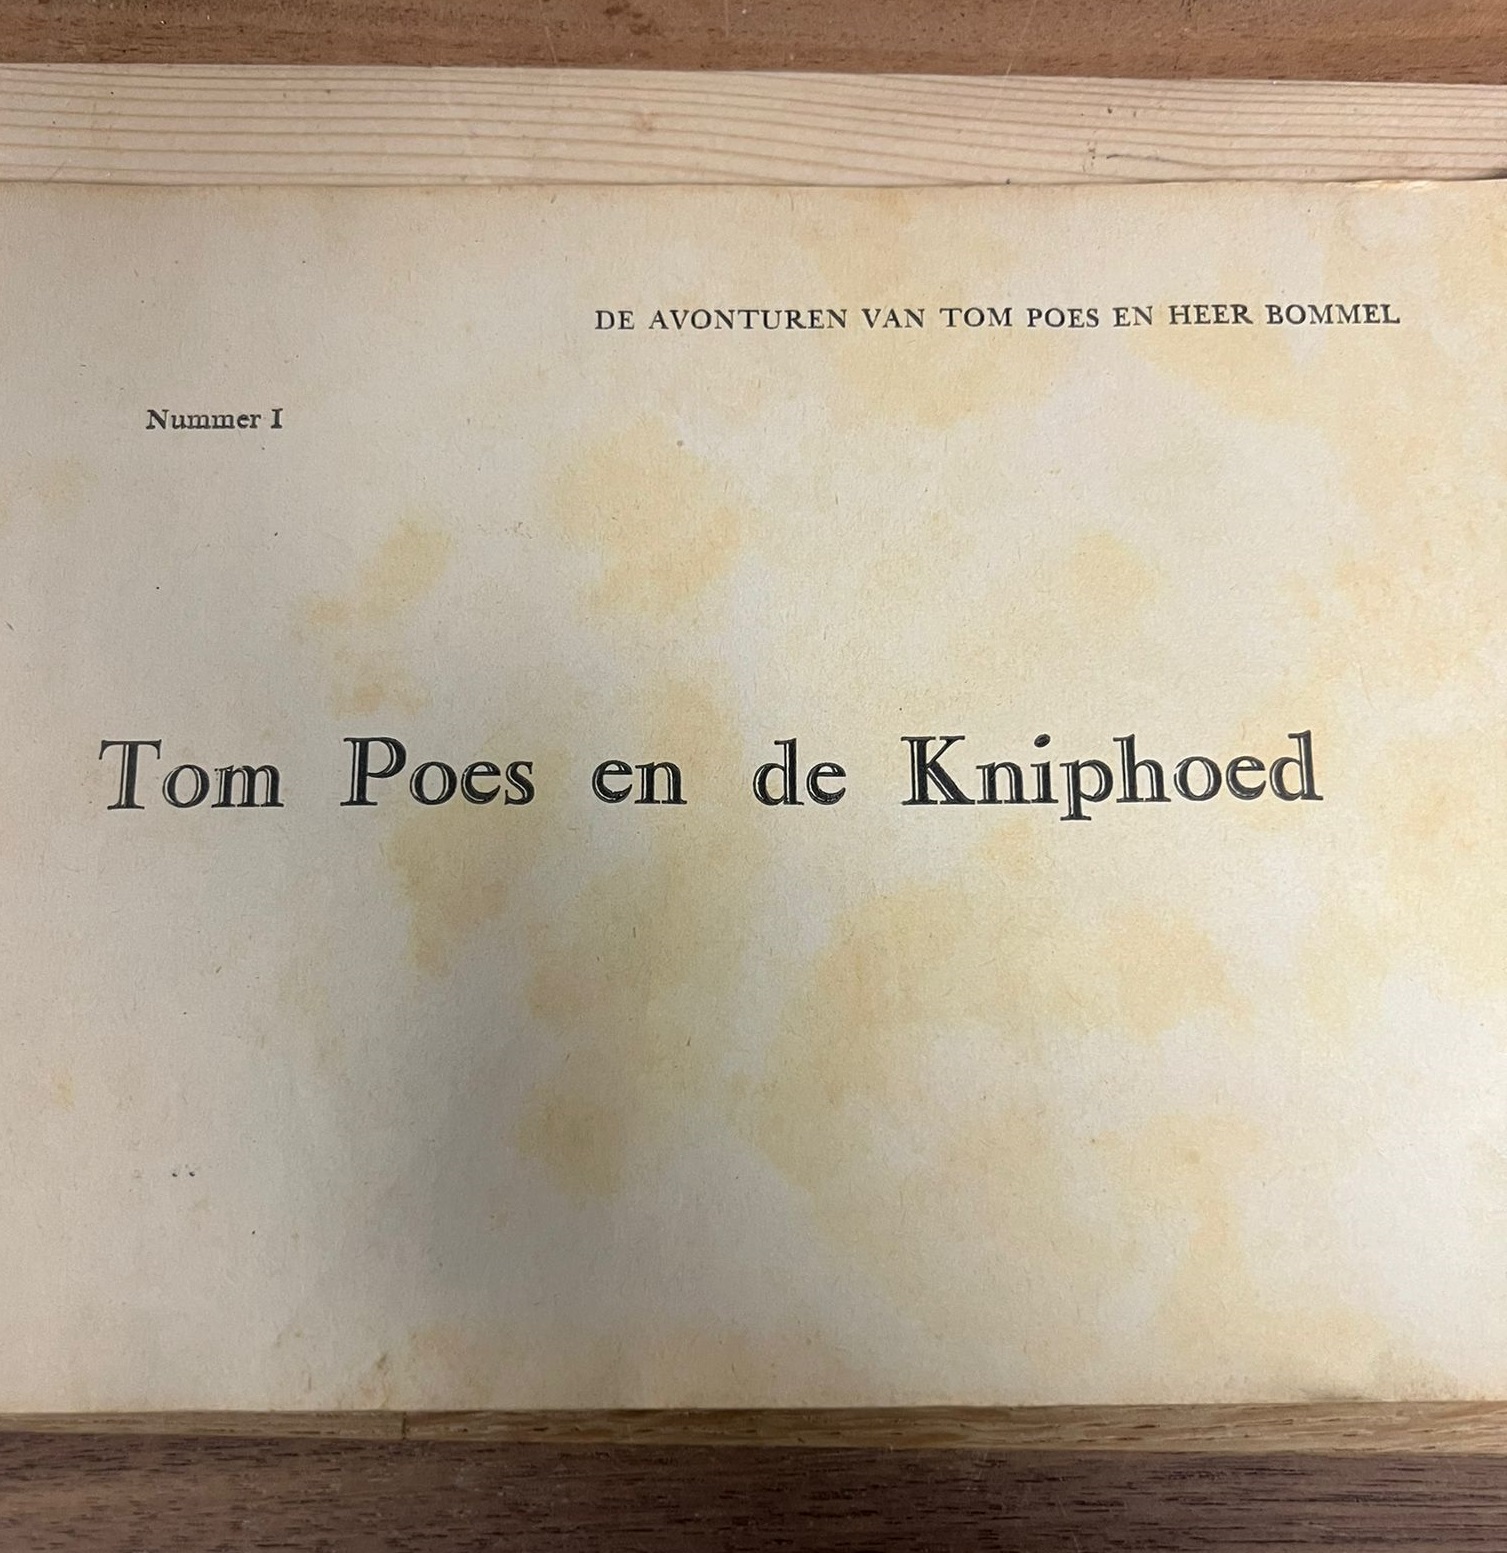 DE AVONTUREN VAN TOM POES EN HEER BOMMEL
Nummer I
Tom Poes en de Kniphoed